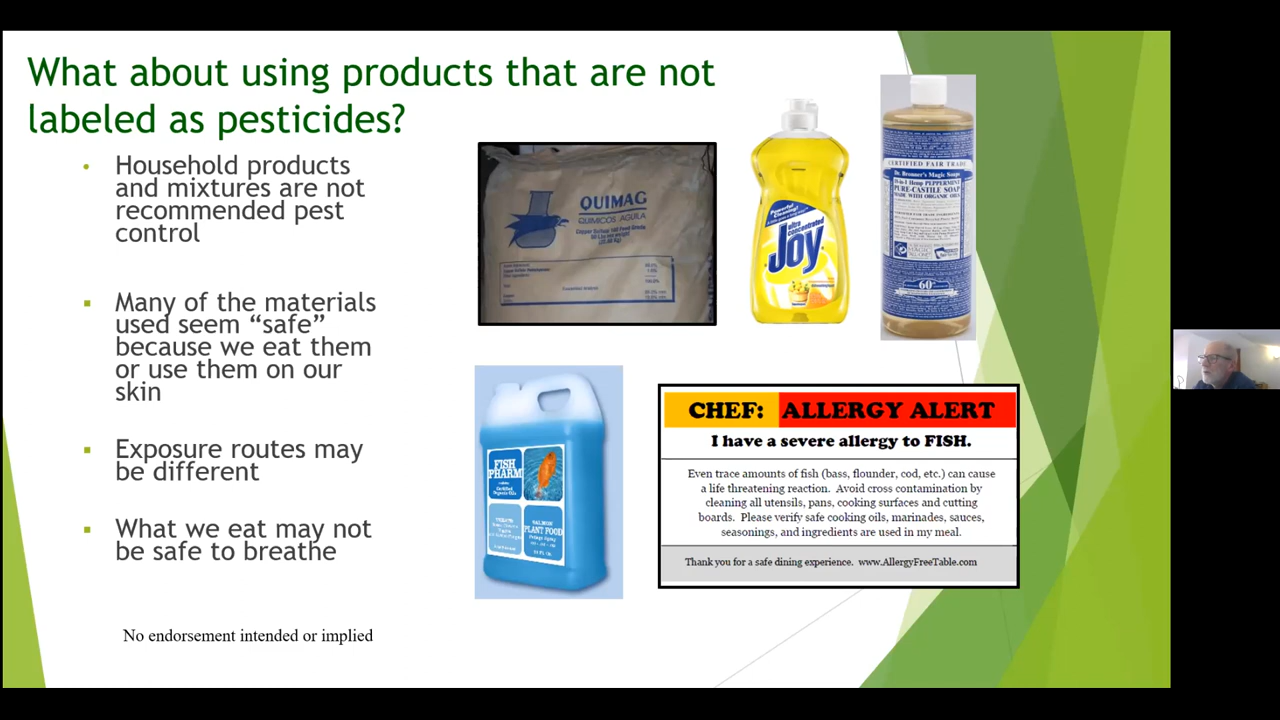 What about using products that are not
labeled as pesticides?
• Household products
and mixtures are not
recommended pest
control
▪ Many of the materials
used seem “safe”
because we eat them
or use them on our
skin
▪ Exposure routes may
be different
▪ What we eat may not
be safe to breathe
No endorsement intended or implied
QUIMAG
QUIMICOS AGUILA
ultra
concentrated
Joy
CERTIFIED FAIR TRADE
Dr. Bronner's Magic Soaps
18-in-1 Hemp PEPPERMINT
PURE-CASTILE SOAP
MADE WITH ORGANIC OILS
FISH
PHARM
PLANT FOOD
CHEF: ALLERGY ALERT
I have a severe allergy to FISH.
Even trace amounts of fish (bass, flounder, cod, etc.) can cause
a life threatening reaction. Avoid cross contamination by
cleaning all utensils, pans, cooking surfaces and cutting
boards. Please verify safe cooking oils, marinades, sauces,
seasonings, and ingredients are used in my meal.
Thank you for a safe dining experience. www.AllergyFreeTable.com